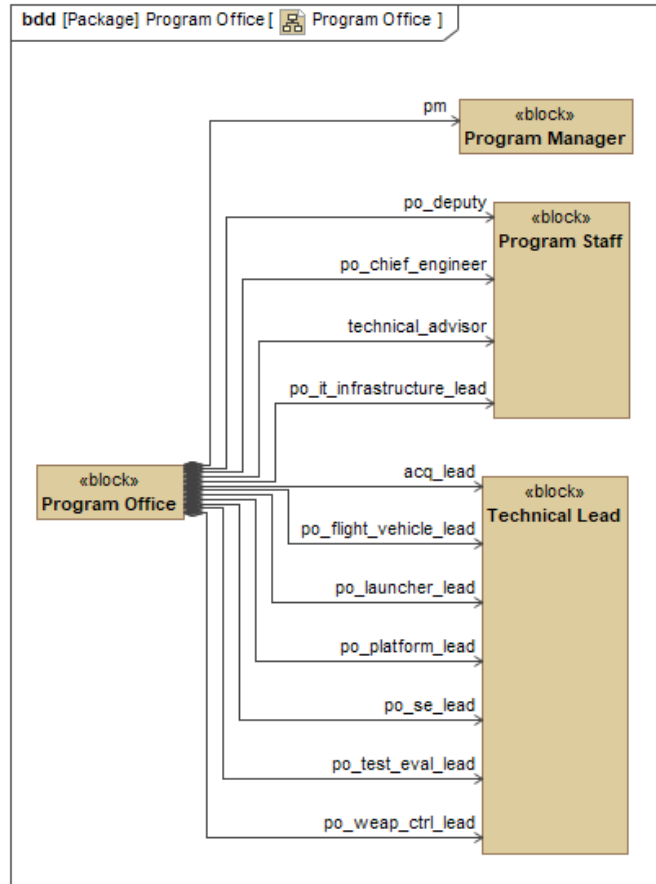 bdd [Package] Program Office [ Program Office ]
pm
«block»
Program Manager
po_deputy
«block»
Program Staff
po_chief_engineer
technical_advisor
po_it_infrastructure_lead
«block»
Program Office
acq_lead
«block»
Technical Lead
po_flight_vehicle_lead
po_launcher_lead
po_platform_lead
po_se_lead
po_test_eval_lead
po_weap_ctrl_lead